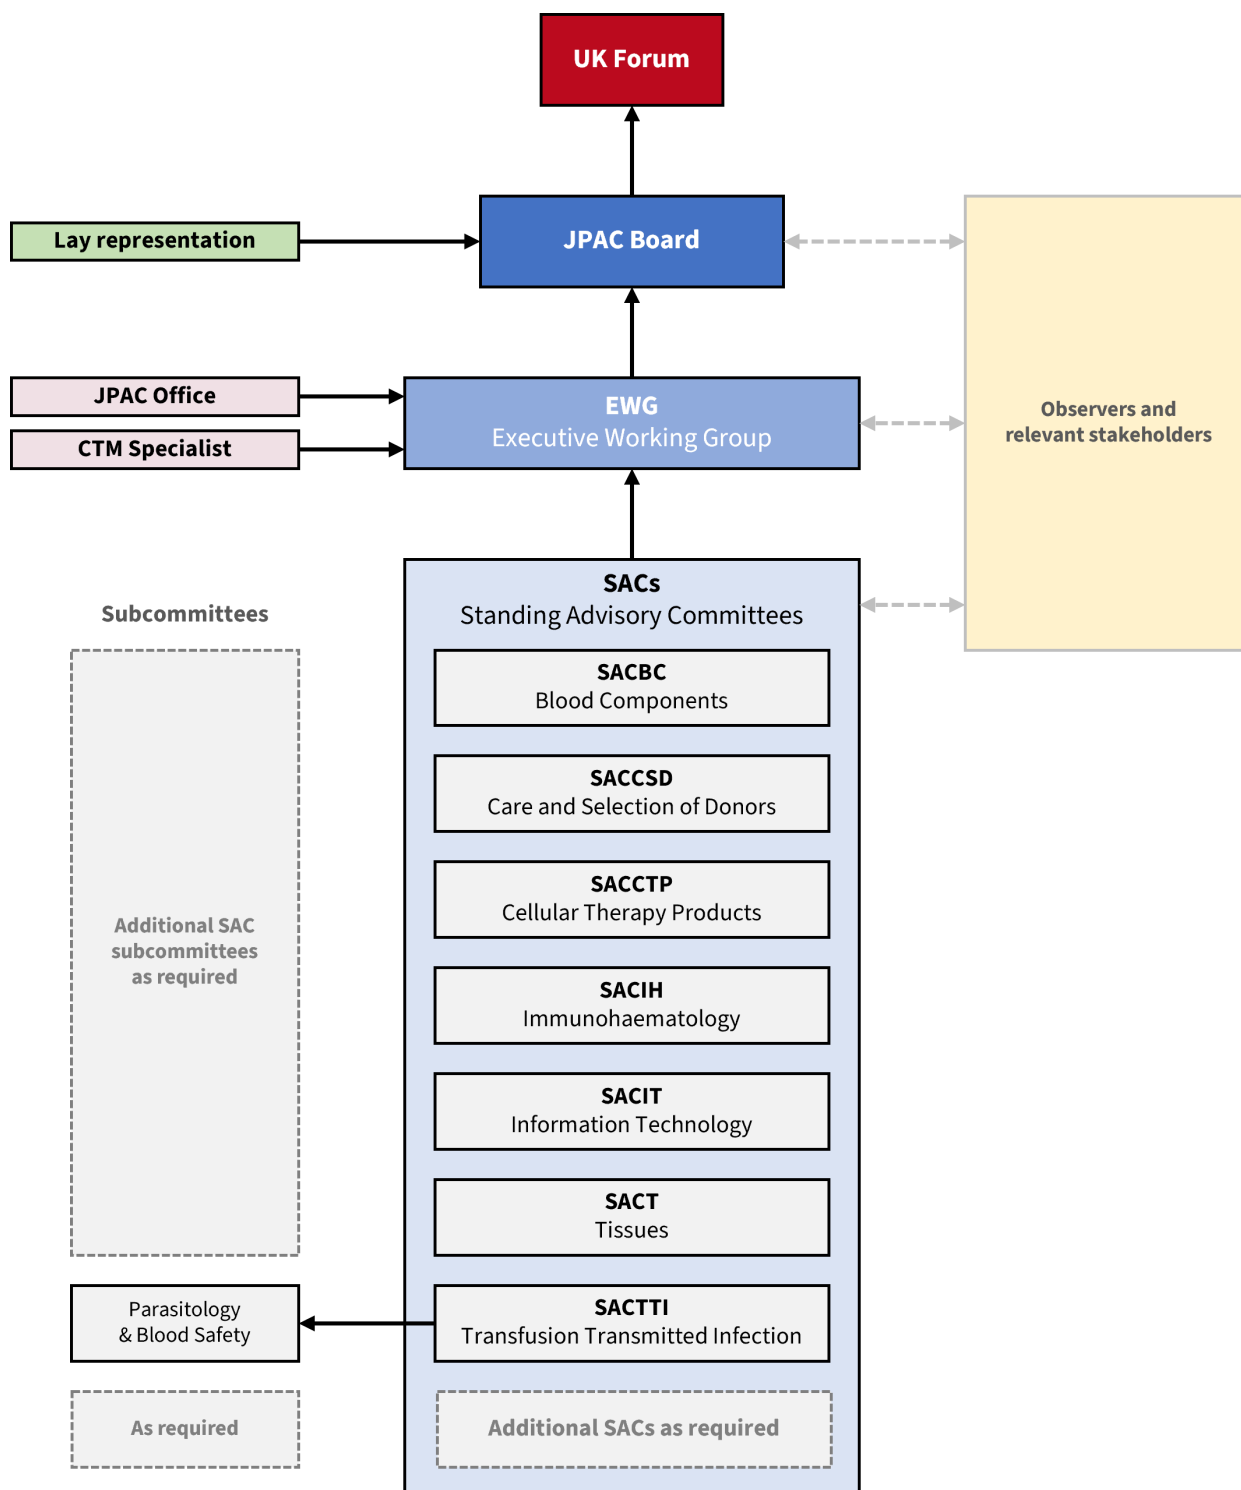 UK Forum
Lay representation
JPAC Board
JPAC Office
CTM Specialist
EWG
Executive Working Group
Observers and
relevant stakeholders
Subcommittees
SACs
Standing Advisory Committees
SACBC
Blood Components
SACCSD
Care and Selection of Donors
SACCTP
Cellular Therapy Products
Additional SAC
subcommittees
as required
SACIH
Immunohaematology
SACIT
Information Technology
SACT
Tissues
Parasitology
& Blood Safety
SACTTI
Transfusion Transmitted Infection
As required
Additional SACs as required